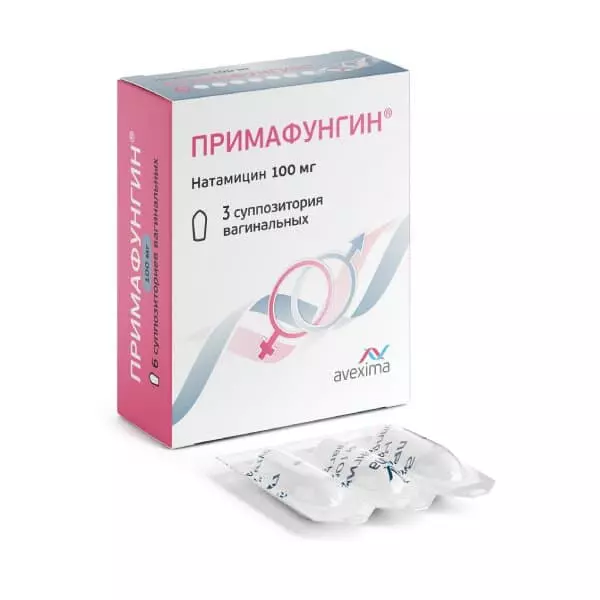 ПРИМАФУНГИН®
Натамицин 100 мг
3 суппозитория
вагинальных
avexima
ПРИМАФУНГИН®
100 мг
6 суппозиториев вагинальных